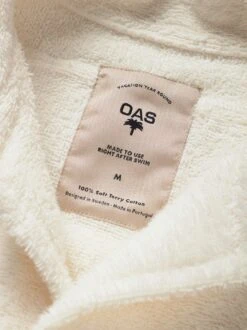 VACATION YEAR ROUND
OAS
MADE TO USE
RIGHT AFTER SWIM
M
100% Soft Terry Cotton
Designed in Sweden - Made in Portugal